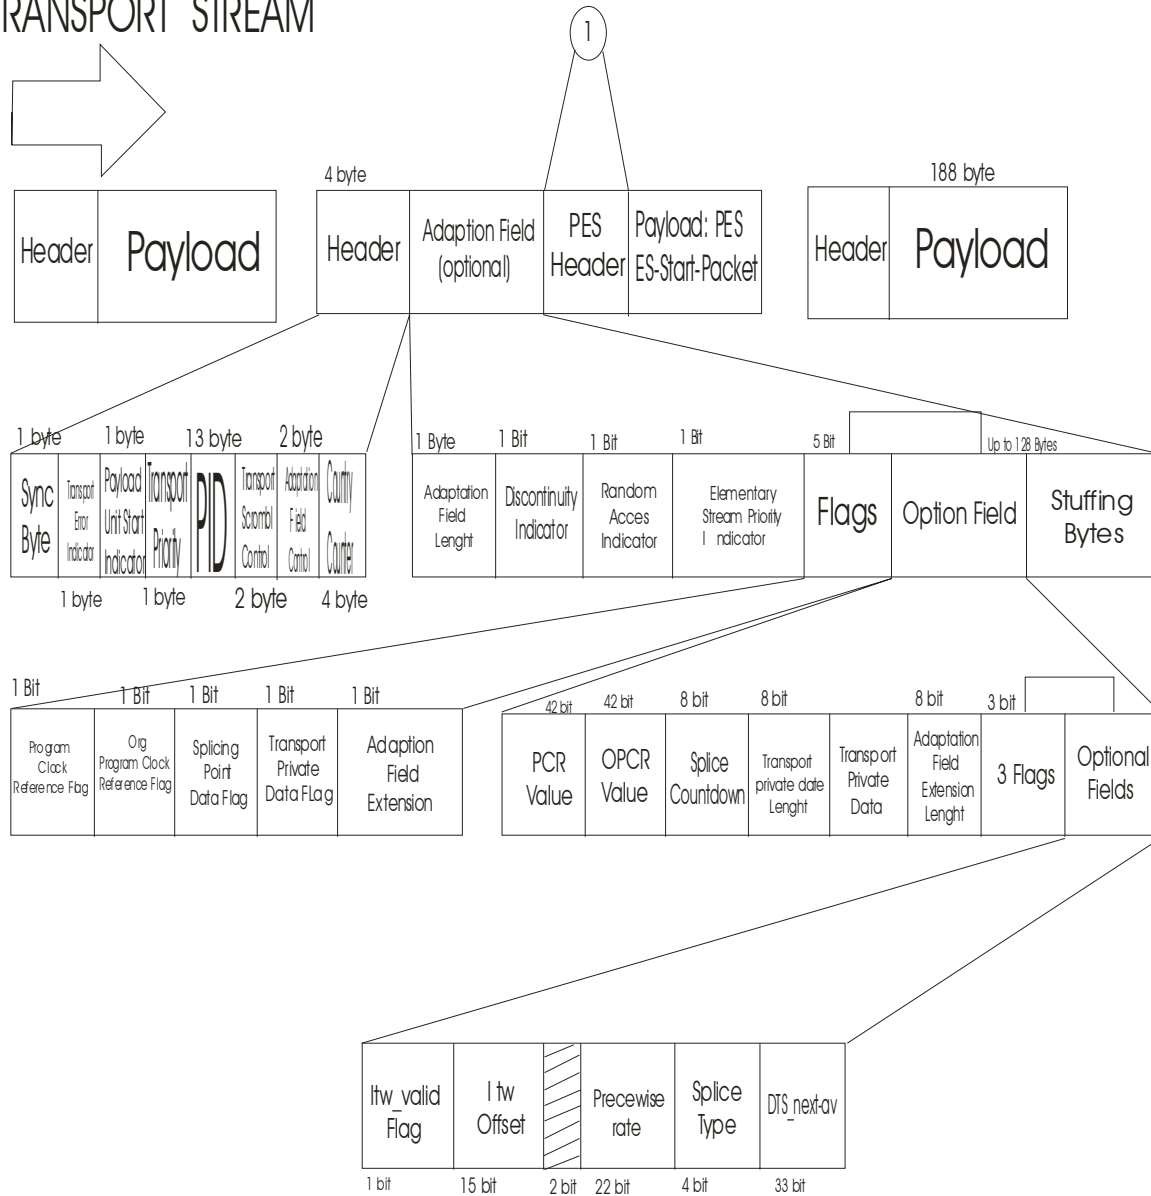 RANSPORT STREAM
1
4 byte
188 byte
Header
Payload
Header
Adaption Field
(optional)
PES
Header
Payload: PES
ES-Start-Packet
Header
Payload
1 byte
1 byte
13 byte
2 byte
Sync
Byte
Transport
Error
Indicator
Payload
Unit Start
Indicator
Transport
Priority
PID
Transport
Scrombl
Control
Adaptation
Field
Control
Country
Counter
1 byte
1 byte
2 byte
4 byte
1 Byte
1 Bit
1 Bit
1 Bit
5 Bit
Up to 128 Bytes
Adaptation
Field
Lenght
Discontinuity
Indicator
Random
Acces
Indicator
Elementary
Stream Priority
I ndicator
Flags
Option Field
Stuffing
Bytes
1 Bit
1 Bit
1 Bit
1 Bit
1 Bit
Program
Clock
Reference Flag
Org
Program Clock
Reference Flag
Splicing
Point
Data Flag
Transport
Private
Data FLag
Adaption
Field
Extension
42 bit
42 bit
8 bit
8 bit
8 bit
3 bit
PCR
Value
OPCR
Value
Splice
Countdown
Transport
private date
Lenght
Transport
Private
Data
Adaptation
Field
Extension
Lenght
3 Flags
Optional
Fields
ltw_valid
Flag
l tw
Offset
Precewise
rate
Splice
Type
DTS_next-av
1 bit
15 bit
2 bit
22 bit
4 bit
33 bit